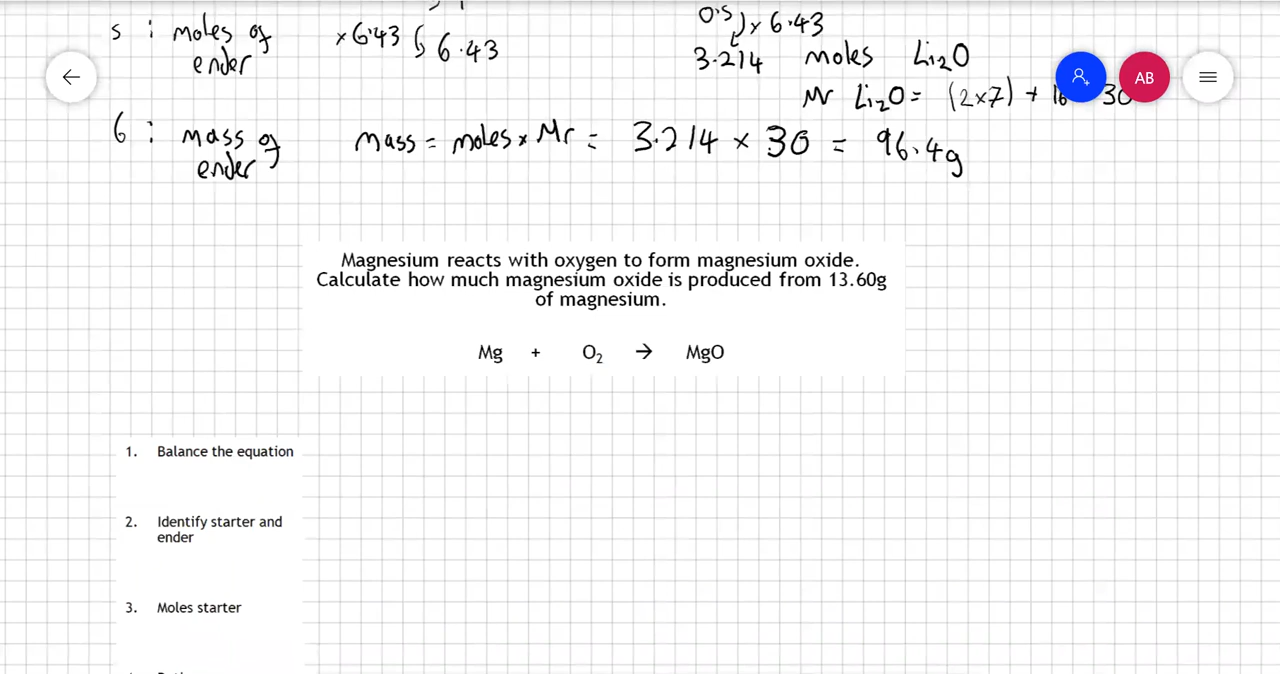 5 : moles of ender ×6.43 6.43
0.5 ) × 6.43
3.214 moles Li₂O
Mr Li₂O = (2×7) + 16 30
6 : mass of ender mass = moles × Mr = 3.214 × 30 = 96.4g
AB
Magnesium reacts with oxygen to form magnesium oxide.
Calculate how much magnesium oxide is produced from 13.60g
of magnesium.
Mg + O₂ → MgO
1. Balance the equation
2. Identify starter and
ender
3. Moles starter